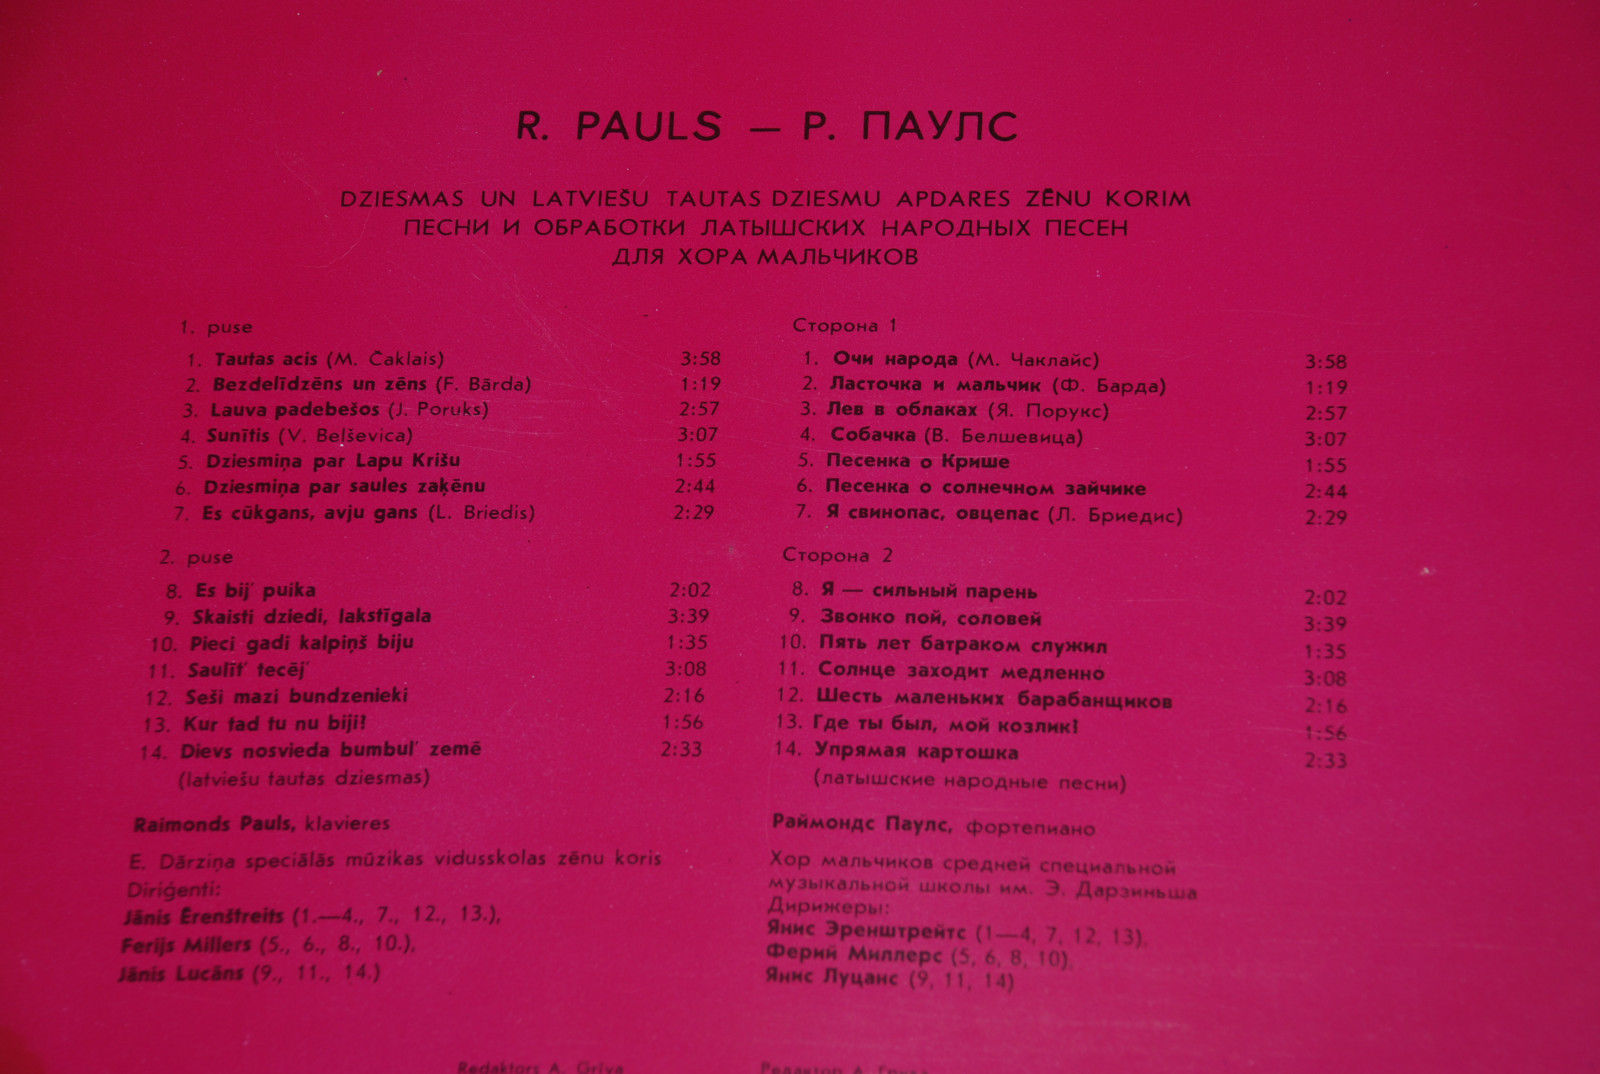 R. PAULS — Р. ПАУЛС
DZIESMAS UN LATVIEŠU TAUTAS DZIESMU APDARES ZĒNU KORIM
ПЕСНИ И ОБРАБОТКИ ЛАТЫШСКИХ НАРОДНЫХ ПЕСЕН
ДЛЯ ХОРА МАЛЬЧИКОВ
1. puse
1. Tautas acis (M. Čaklais) 3:58
2. Bezdelīdzēns un zēns (F. Bārda) 1:19
3. Lauva padebešos (J. Poruks) 2:57
4. Sunītis (V. Belševica) 3:07
5. Dziesmiņa par Lapu Krišu 1:55
6. Dziesmiņa par saules zaķēnu 2:44
7. Es cūkgans, avju gans (L. Briedis) 2:29
2. puse
8. Es bij' puika 2:02
9. Skaisti dziedi, lakstīgala 3:39
10. Pieci gadi kalpiņš biju 1:35
11. Saulīt' tecēj' 3:08
12. Seši mazi bundzenieki 2:16
13. Kur tad tu nu biji? 1:56
14. Dievs nosvieda bumbul' zemē 2:33
(latviešu tautas dziesmas)
Raimonds Pauls, klavieres
E. Dārziņa speciālās mūzikas vidusskolas zēnu koris
Diriģenti:
Jānis Ērenštreits (1.—4., 7., 12., 13.),
Ferijs Millers (5., 6., 8., 10.),
Jānis Lucāns (9., 11., 14.)
Redaktors A. Grīva
Сторона 1
1. Очи народа (М. Чаклайс) 3:58
2. Ласточка и мальчик (Ф. Барда) 1:19
3. Лев в облаках (Я. Порукс) 2:57
4. Собачка (В. Белшевица) 3:07
5. Песенка о Крише 1:55
6. Песенка о солнечном зайчике 2:44
7. Я свинопас, овцепас (Л. Бриедис) 2:29
Сторона 2
8. Я — сильный парень 2:02
9. Звонко пой, соловей 3:39
10. Пять лет батраком служил 1:35
11. Солнце заходит медленно 3:08
12. Шесть маленьких барабанщиков 2:16
13. Где ты был, мой козлик? 1:56
14. Упрямая картошка 2:33
(латышские народные песни)
Раймондс Паулс, фортепиано
Хор мальчиков средней специальной
музыкальной школы им. Э. Дарзиньша
Дирижеры:
Янис Эренштрейтс (1—4, 7, 12, 13),
Ферий Миллерс (5, 6, 8, 10),
Янис Луцанс (9, 11, 14)
Редактор А.